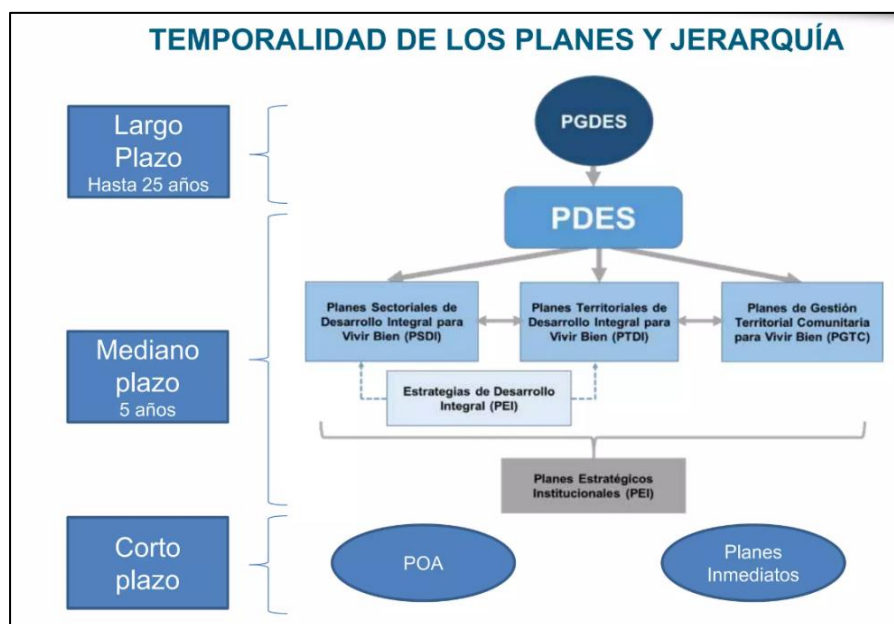 TEMPORALIDAD DE LOS PLANES Y JERARQUÍA
Largo
Plazo
Hasta 25 años
PGDES
PDES
Planes Sectoriales de
Desarrollo Integral para
Vivir Bien (PSDI)
Planes Territoriales de
Desarrollo Integral para
Vivir Bien (PTDI)
Planes de Gestión
Territorial Comunitaria
para Vivir Bien (PGTC)
Mediano
plazo
5 años
Estrategias de Desarrollo
Integral (PEI)
Planes Estratégicos
Institucionales (PEI)
Corto
plazo
POA
Planes
Inmediatos